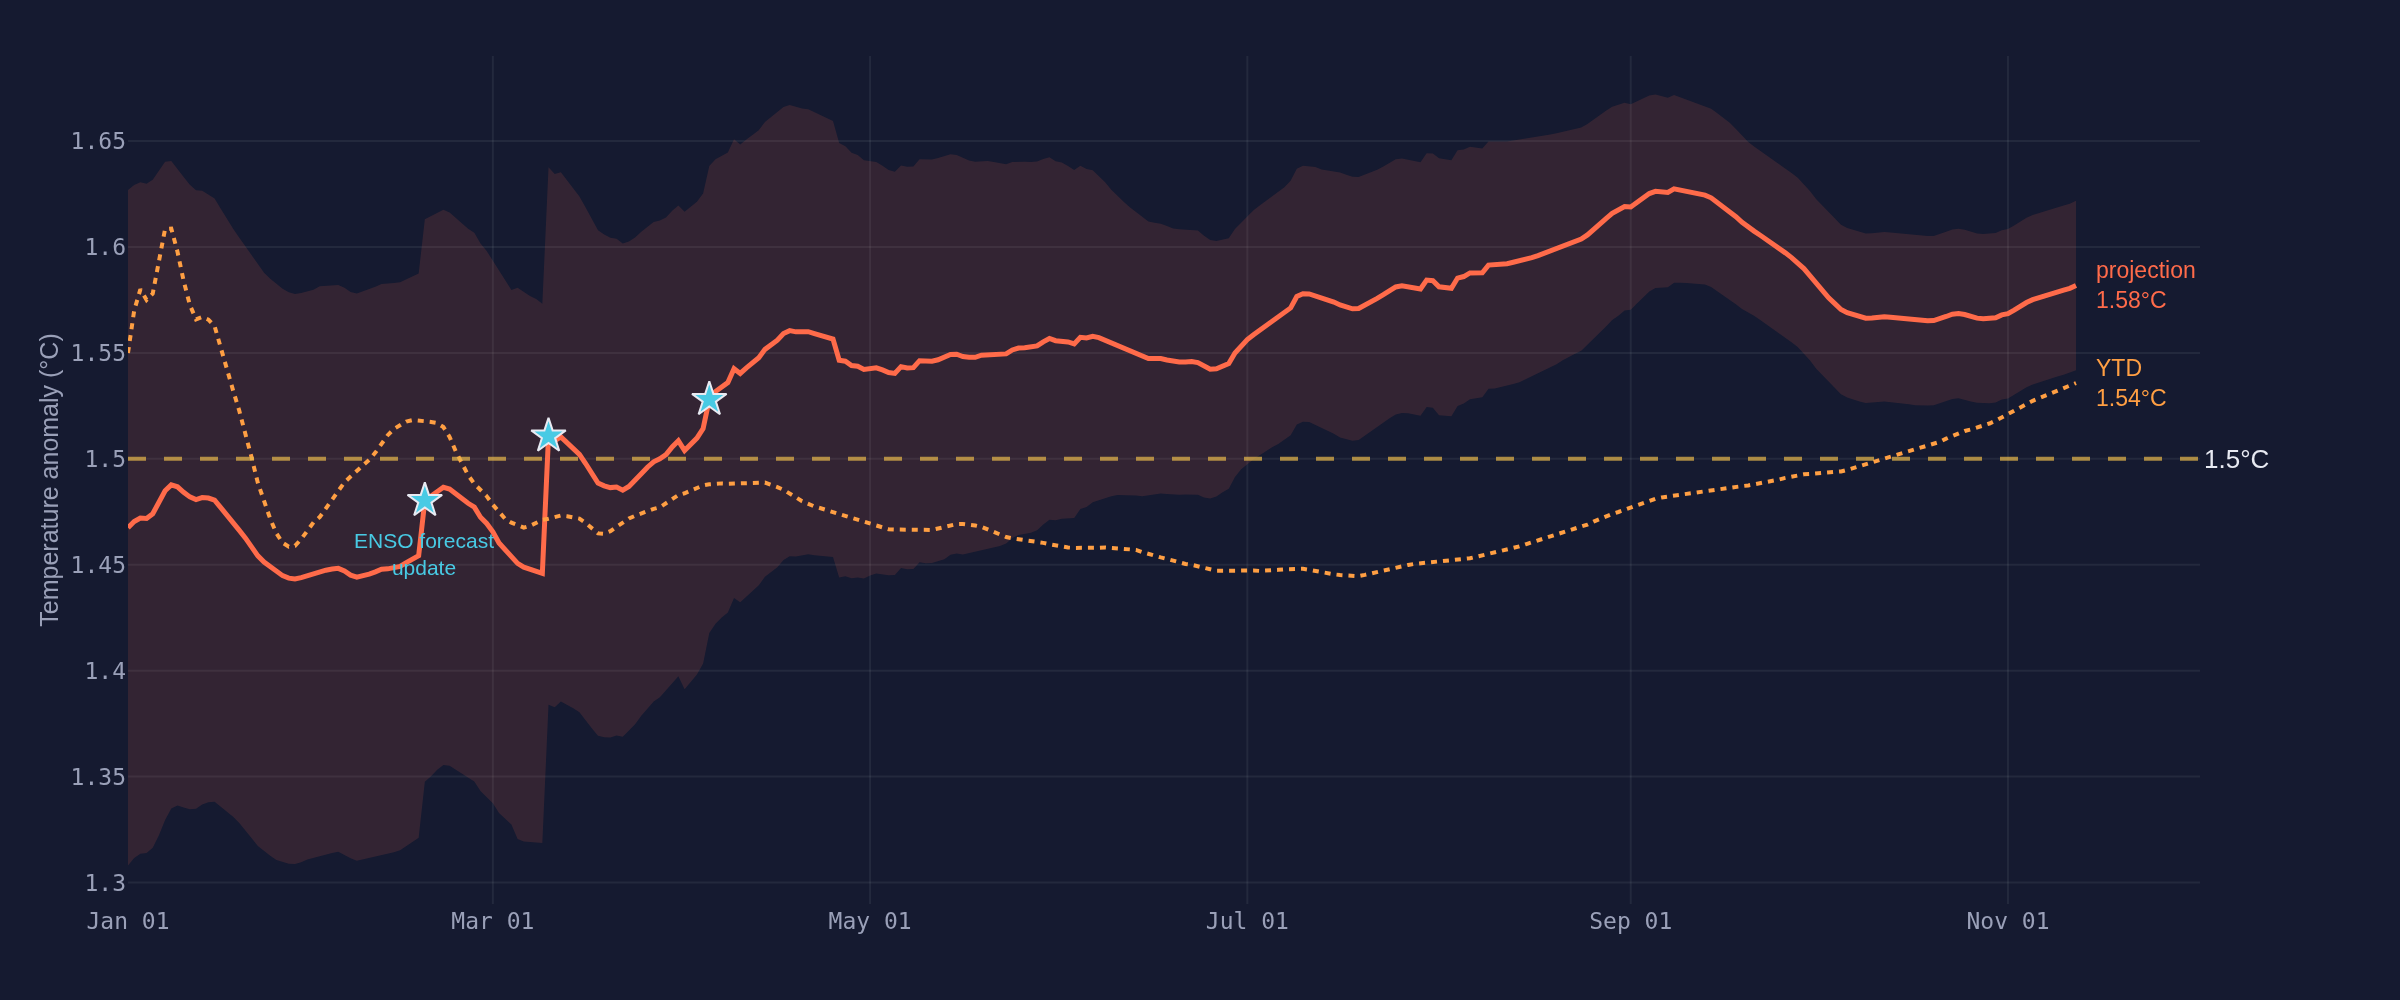 1.65
1.6
1.55
1.5
1.45
1.4
1.35
1.3
Temperature anomaly (°C)
Jan 01
Mar 01
May 01
Jul 01
Sep 01
Nov 01
ENSO forecast
update
projection
1.58°C
YTD
1.54°C
1.5°C